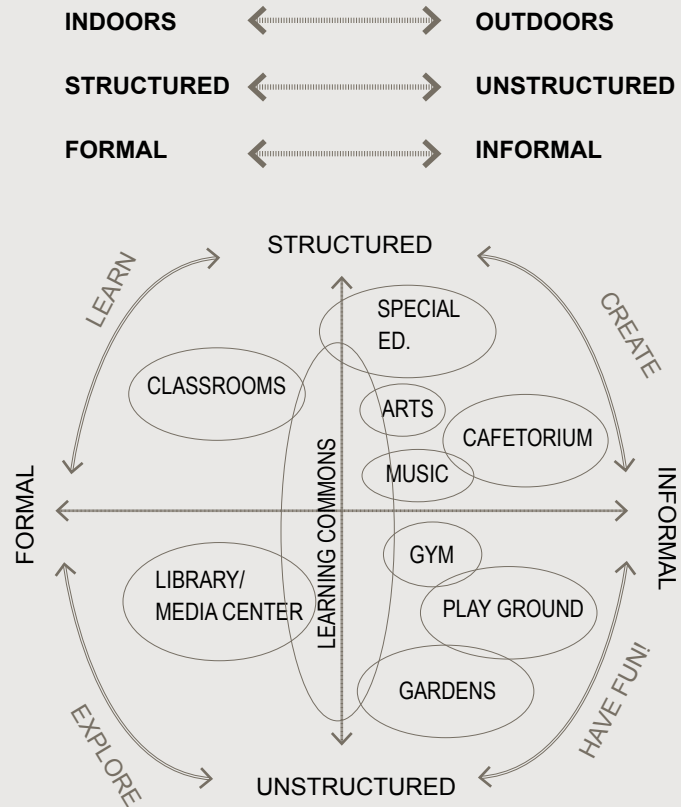 INDOORS OUTDOORS
STRUCTURED UNSTRUCTURED
FORMAL INFORMAL
STRUCTURED
LEARN
CREATE
SPECIAL
ED.
CLASSROOMS
ARTS
CAFETORIUM
MUSIC
FORMAL
LEARNING COMMONS
INFORMAL
GYM
LIBRARY/
MEDIA CENTER
PLAY GROUND
GARDENS
EXPLORE
HAVE FUN!
UNSTRUCTURED